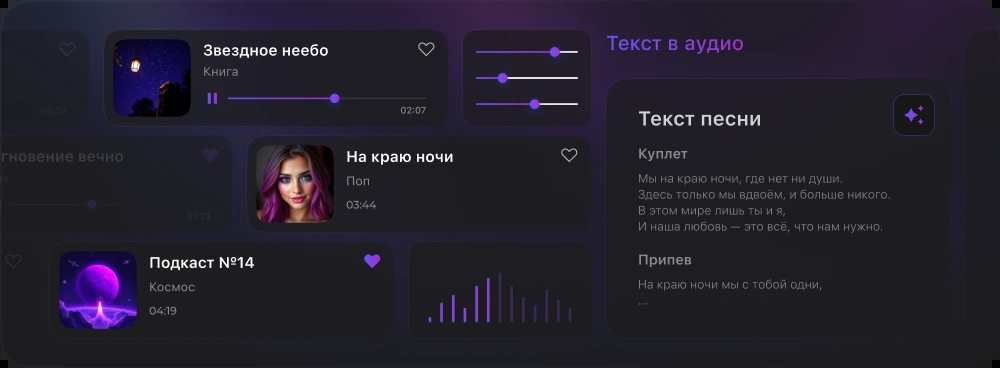 Звездное неебо
Книга
02:07
гновение вечно
01:13
На краю ночи
Поп
03:44
Подкаст №14
Космос
04:19
Текст в аудио
Текст песни
Куплет
Мы на краю ночи, где нет ни души.
Здесь только мы вдвоём, и больше никого.
В этом мире лишь ты и я,
И наша любовь — это всё, что нам нужно.
Припев
На краю ночи мы с тобой одни,
...